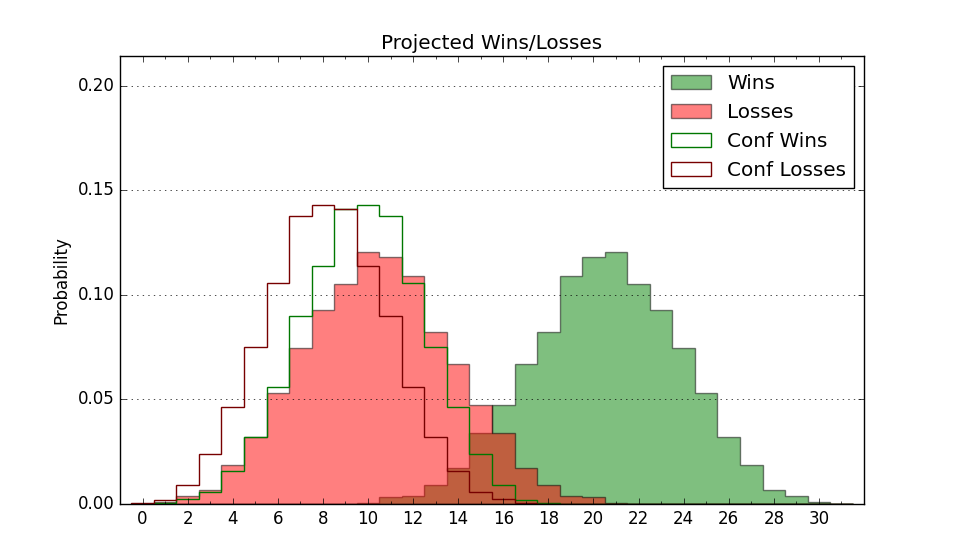 Projected Wins/Losses
Wins
Losses
Conf Wins
Conf Losses
Probability
0.20
0.15
0.10
0.05
0.00
0 2 4 6 8 10 12 14 16 18 20 22 24 26 28 30